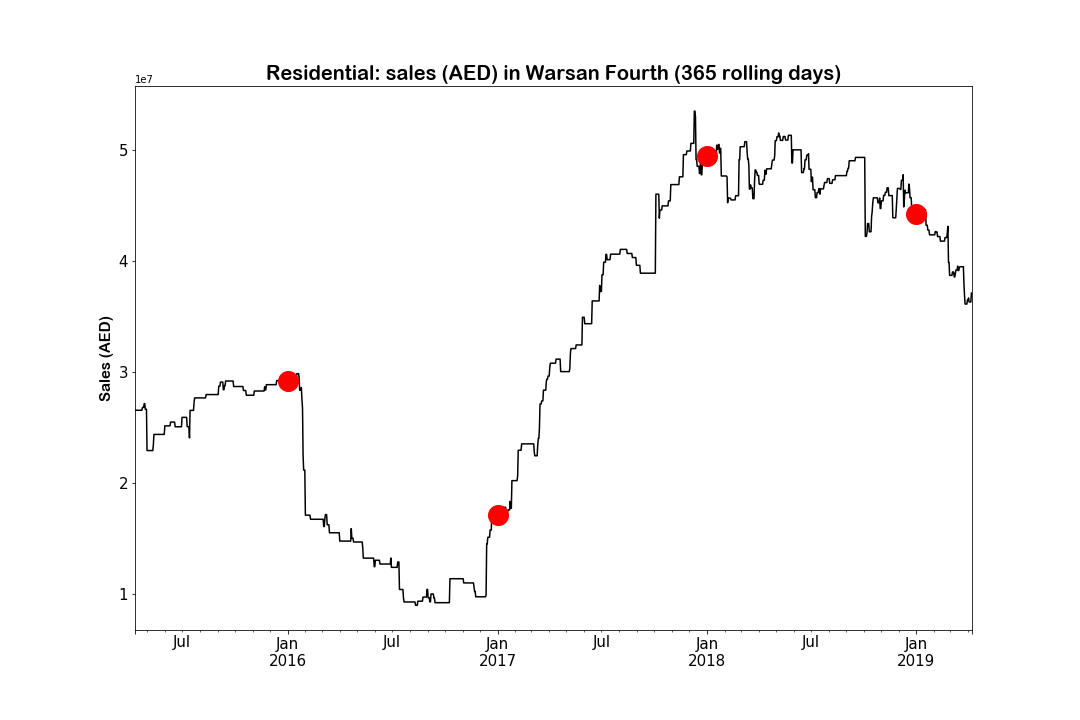 Residential: sales (AED) in Warsan Fourth (365 rolling days)
1e7
5
4
3
2
1
Sales (AED)
Jul
Jan
2016
Jul
Jan
2017
Jul
Jan
2018
Jul
Jan
2019